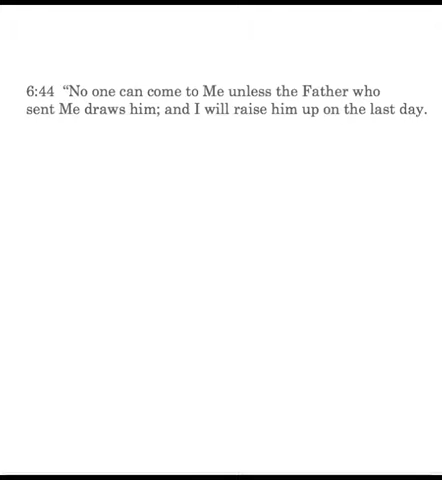 6:44 “No one can come to Me unless the Father who
sent Me draws him; and I will raise him up on the last day.